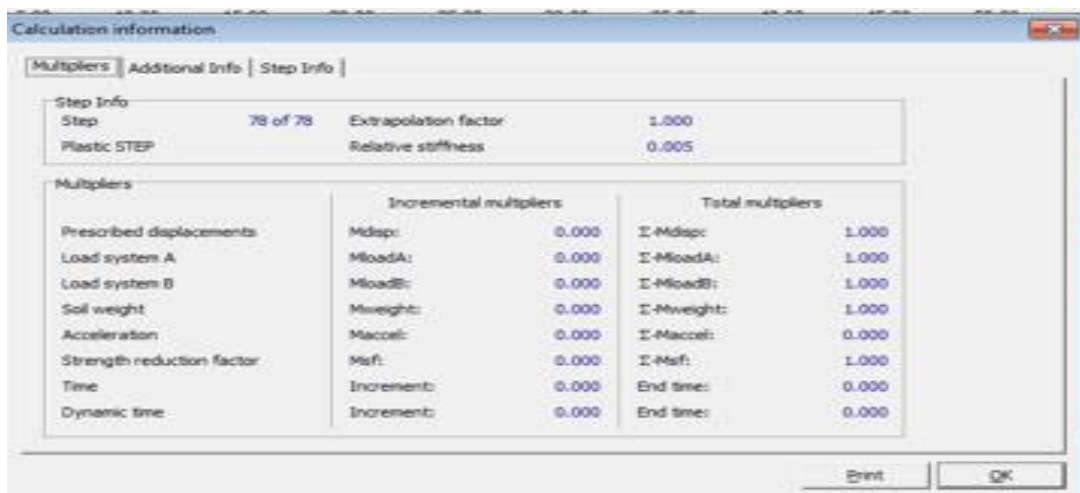 Calculation information
Multipliers Additional Info Step Info
Step Info
Step 78 of 78 Extrapolation factor 1.000
Plastic STEP Relative stiffness 0.005
Multipliers
Incremental multipliers Total multipliers
Prescribed displacements Mdisp: 0.000 Σ-Mdisp: 1.000
Load system A MloadA: 0.000 Σ-MloadA: 1.000
Load system B MloadB: 0.000 Σ-MloadB: 1.000
Soil weight Mweight: 0.000 Σ-Mweight: 1.000
Acceleration Maccel: 0.000 Σ-Maccel: 0.000
Strength reduction factor Msf: 0.000 Σ-Msf: 1.000
Time Increment: 0.000 End time: 0.000
Dynamic time Increment: 0.000 End time: 0.000
Print OK